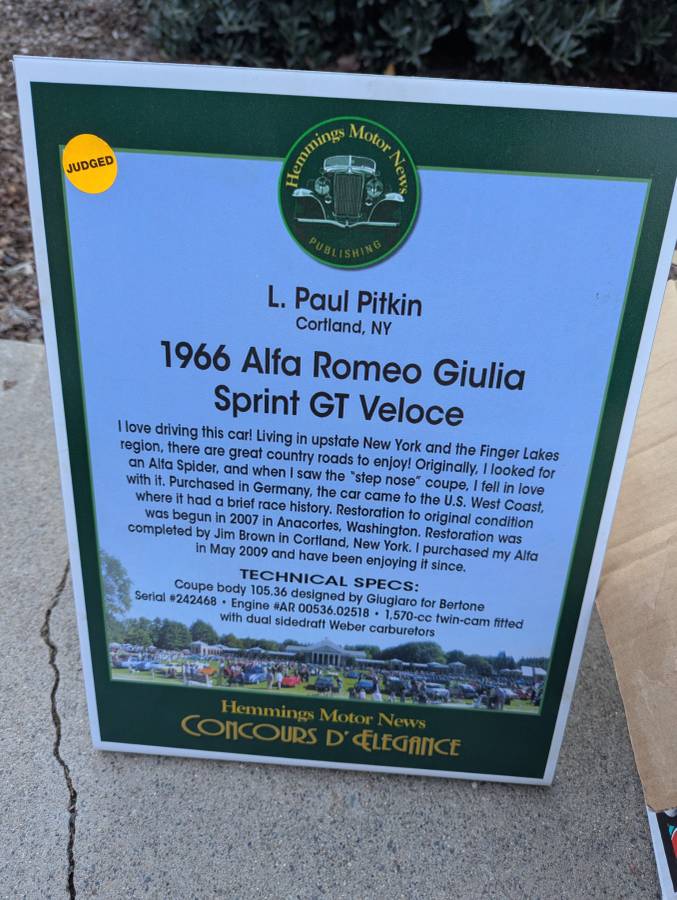 JUDGED
Hemmings Motor News
PUBLISHING
L. Paul Pitkin
Cortland, NY
1966 Alfa Romeo Giulia
Sprint GT Veloce
I love driving this car! Living in upstate New York and the Finger Lakes
region, there are great country roads to enjoy! Originally, I looked for
an Alfa Spider, and when I saw the "step nose" coupe, I fell in love
with it. Purchased in Germany, the car came to the U.S. West Coast,
where it had a brief race history. Restoration to original condition
was begun in 2007 in Anacortes, Washington. Restoration was
completed by Jim Brown in Cortland, New York. I purchased my Alfa
in May 2009 and have been enjoying it since.
TECHNICAL SPECS:
Coupe body 105.36 designed by Giugiaro for Bertone
Serial #242468 • Engine #AR 00536.02518 • 1,570-cc twin-cam fitted
with dual sidedraft Weber carburetors
Hemmings Motor News
CONCOURS D' ELEGANCE